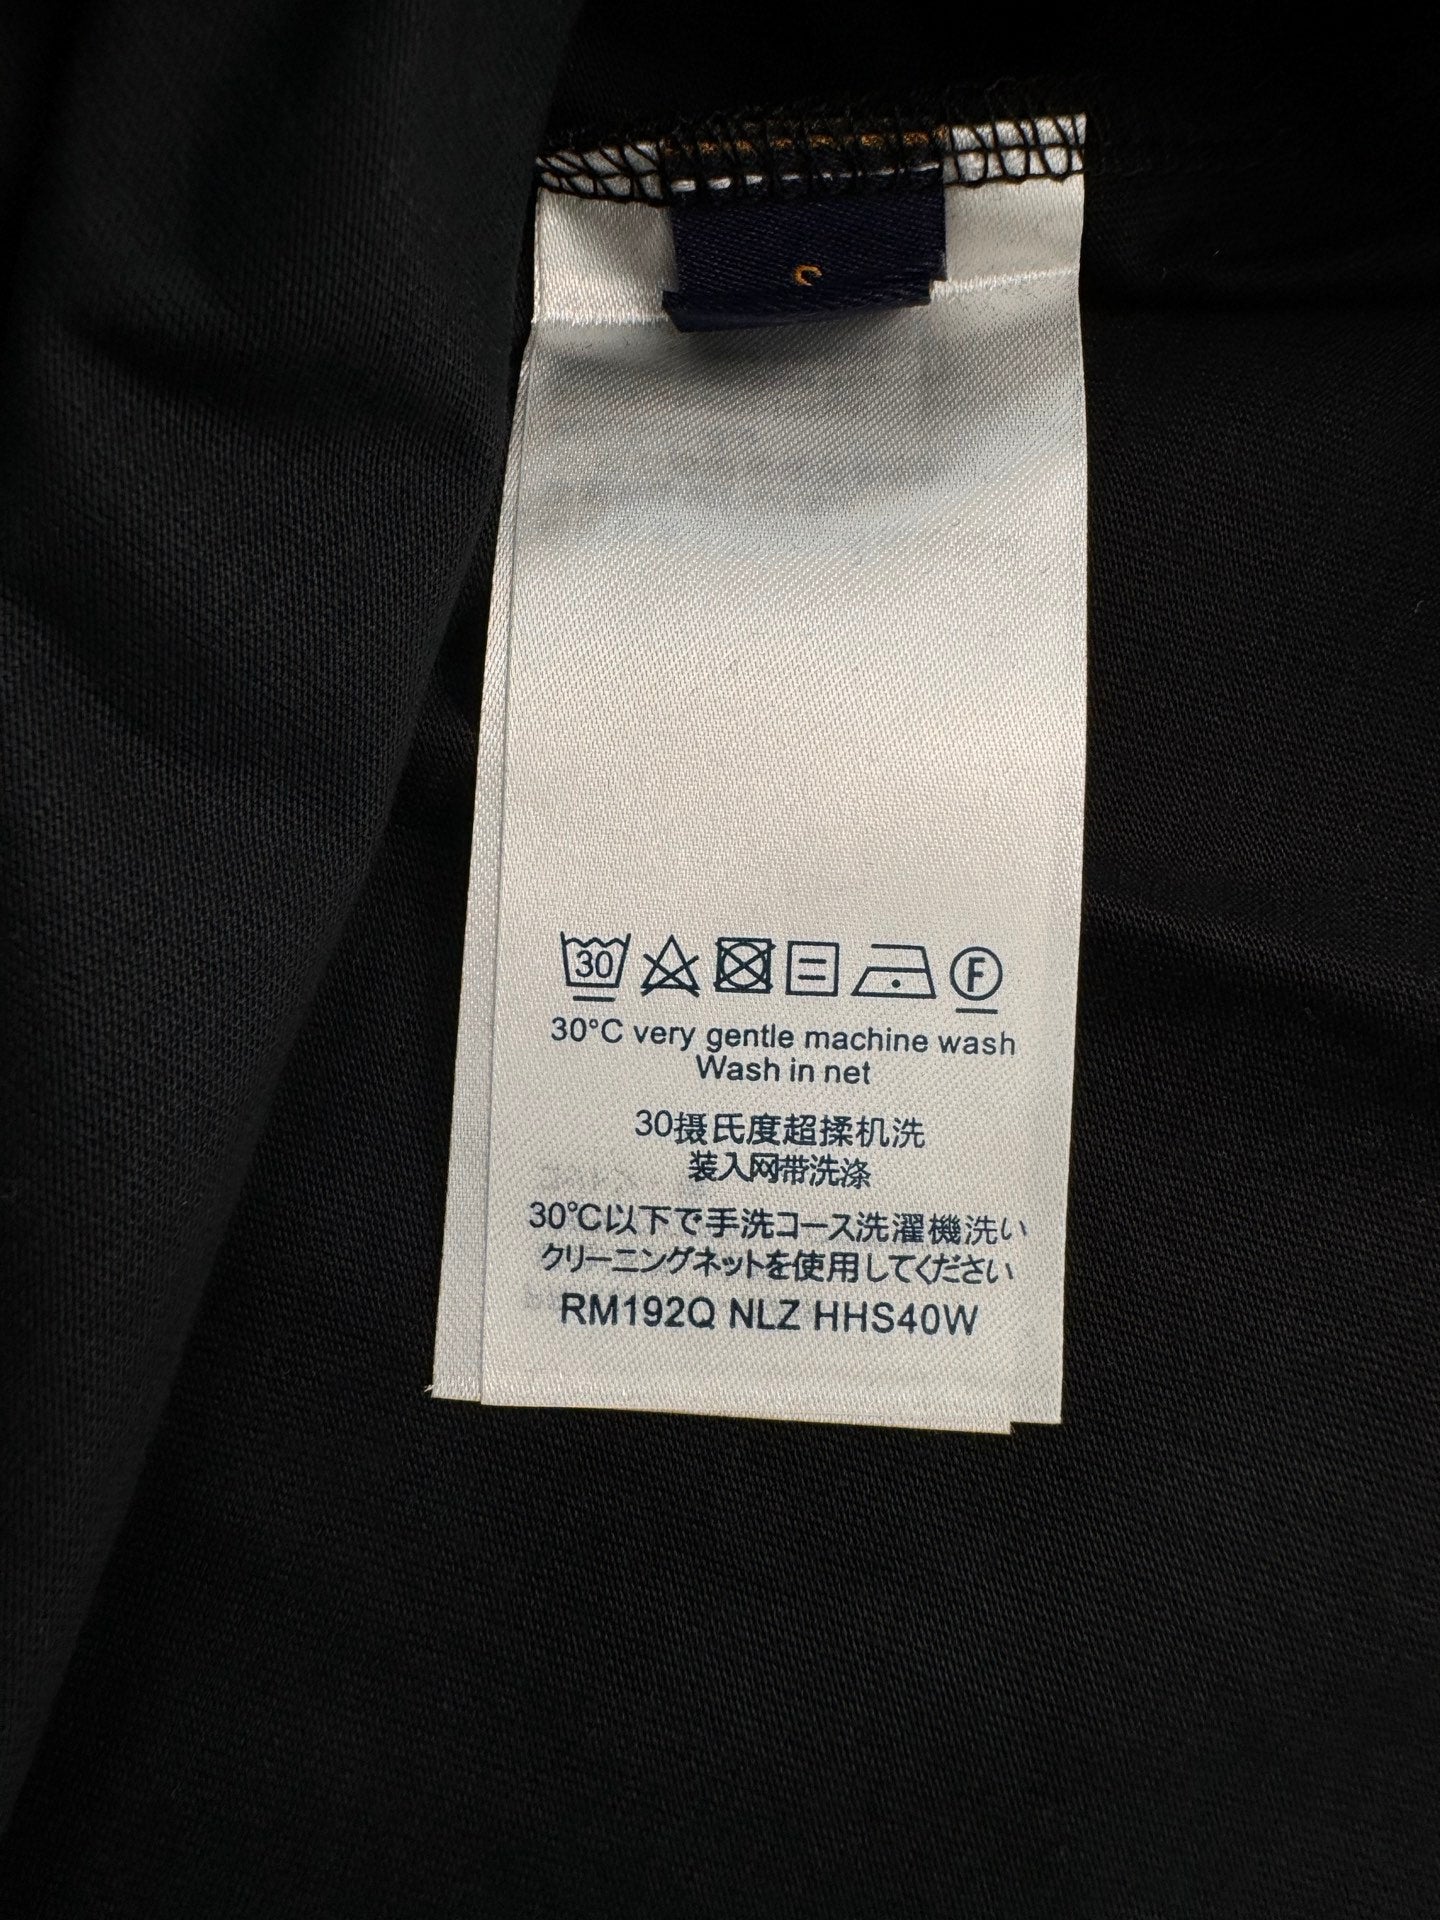 30 F
30°C very gentle machine wash
Wash in net
30摄氏度超揉机洗
装入网带洗涤
30℃以下で手洗コース洗濯機洗い
クリーニングネットを使用してください
RM192Q NLZ HHS40W